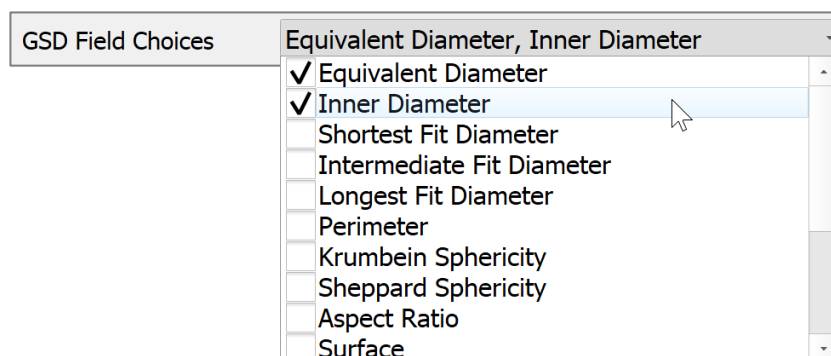 GSD Field Choices
Equivalent Diameter, Inner Diameter
Equivalent Diameter
Inner Diameter
Shortest Fit Diameter
Intermediate Fit Diameter
Longest Fit Diameter
Perimeter
Krumbein Sphericity
Sheppard Sphericity
Aspect Ratio
Surface